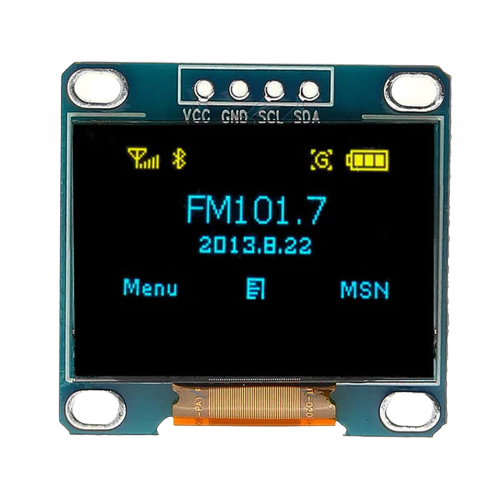 VCC GND SCL SDA
G
FM101.7
2013.8.22
Menu MSN